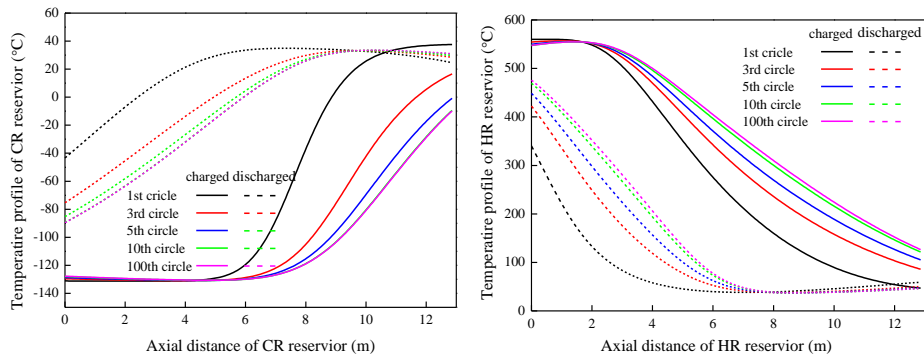 60
40
20
0
-20
-40
-60
-80
-100
-120
-140
Temperatire profile of CR reservior (°C)
charged discharged
1st cricle
3rd circle
5th circle
10th circle
100th circle
0 2 4 6 8 10 12
Axial distance of CR reservior (m)
600
500
400
300
200
100
0
Temperatire profile of HR reservior (°C)
charged discharged
1st circle
3rd circle
5th circle
10th circle
100th circle
0 2 4 6 8 10 12
Axial distance of HR reservior (m)